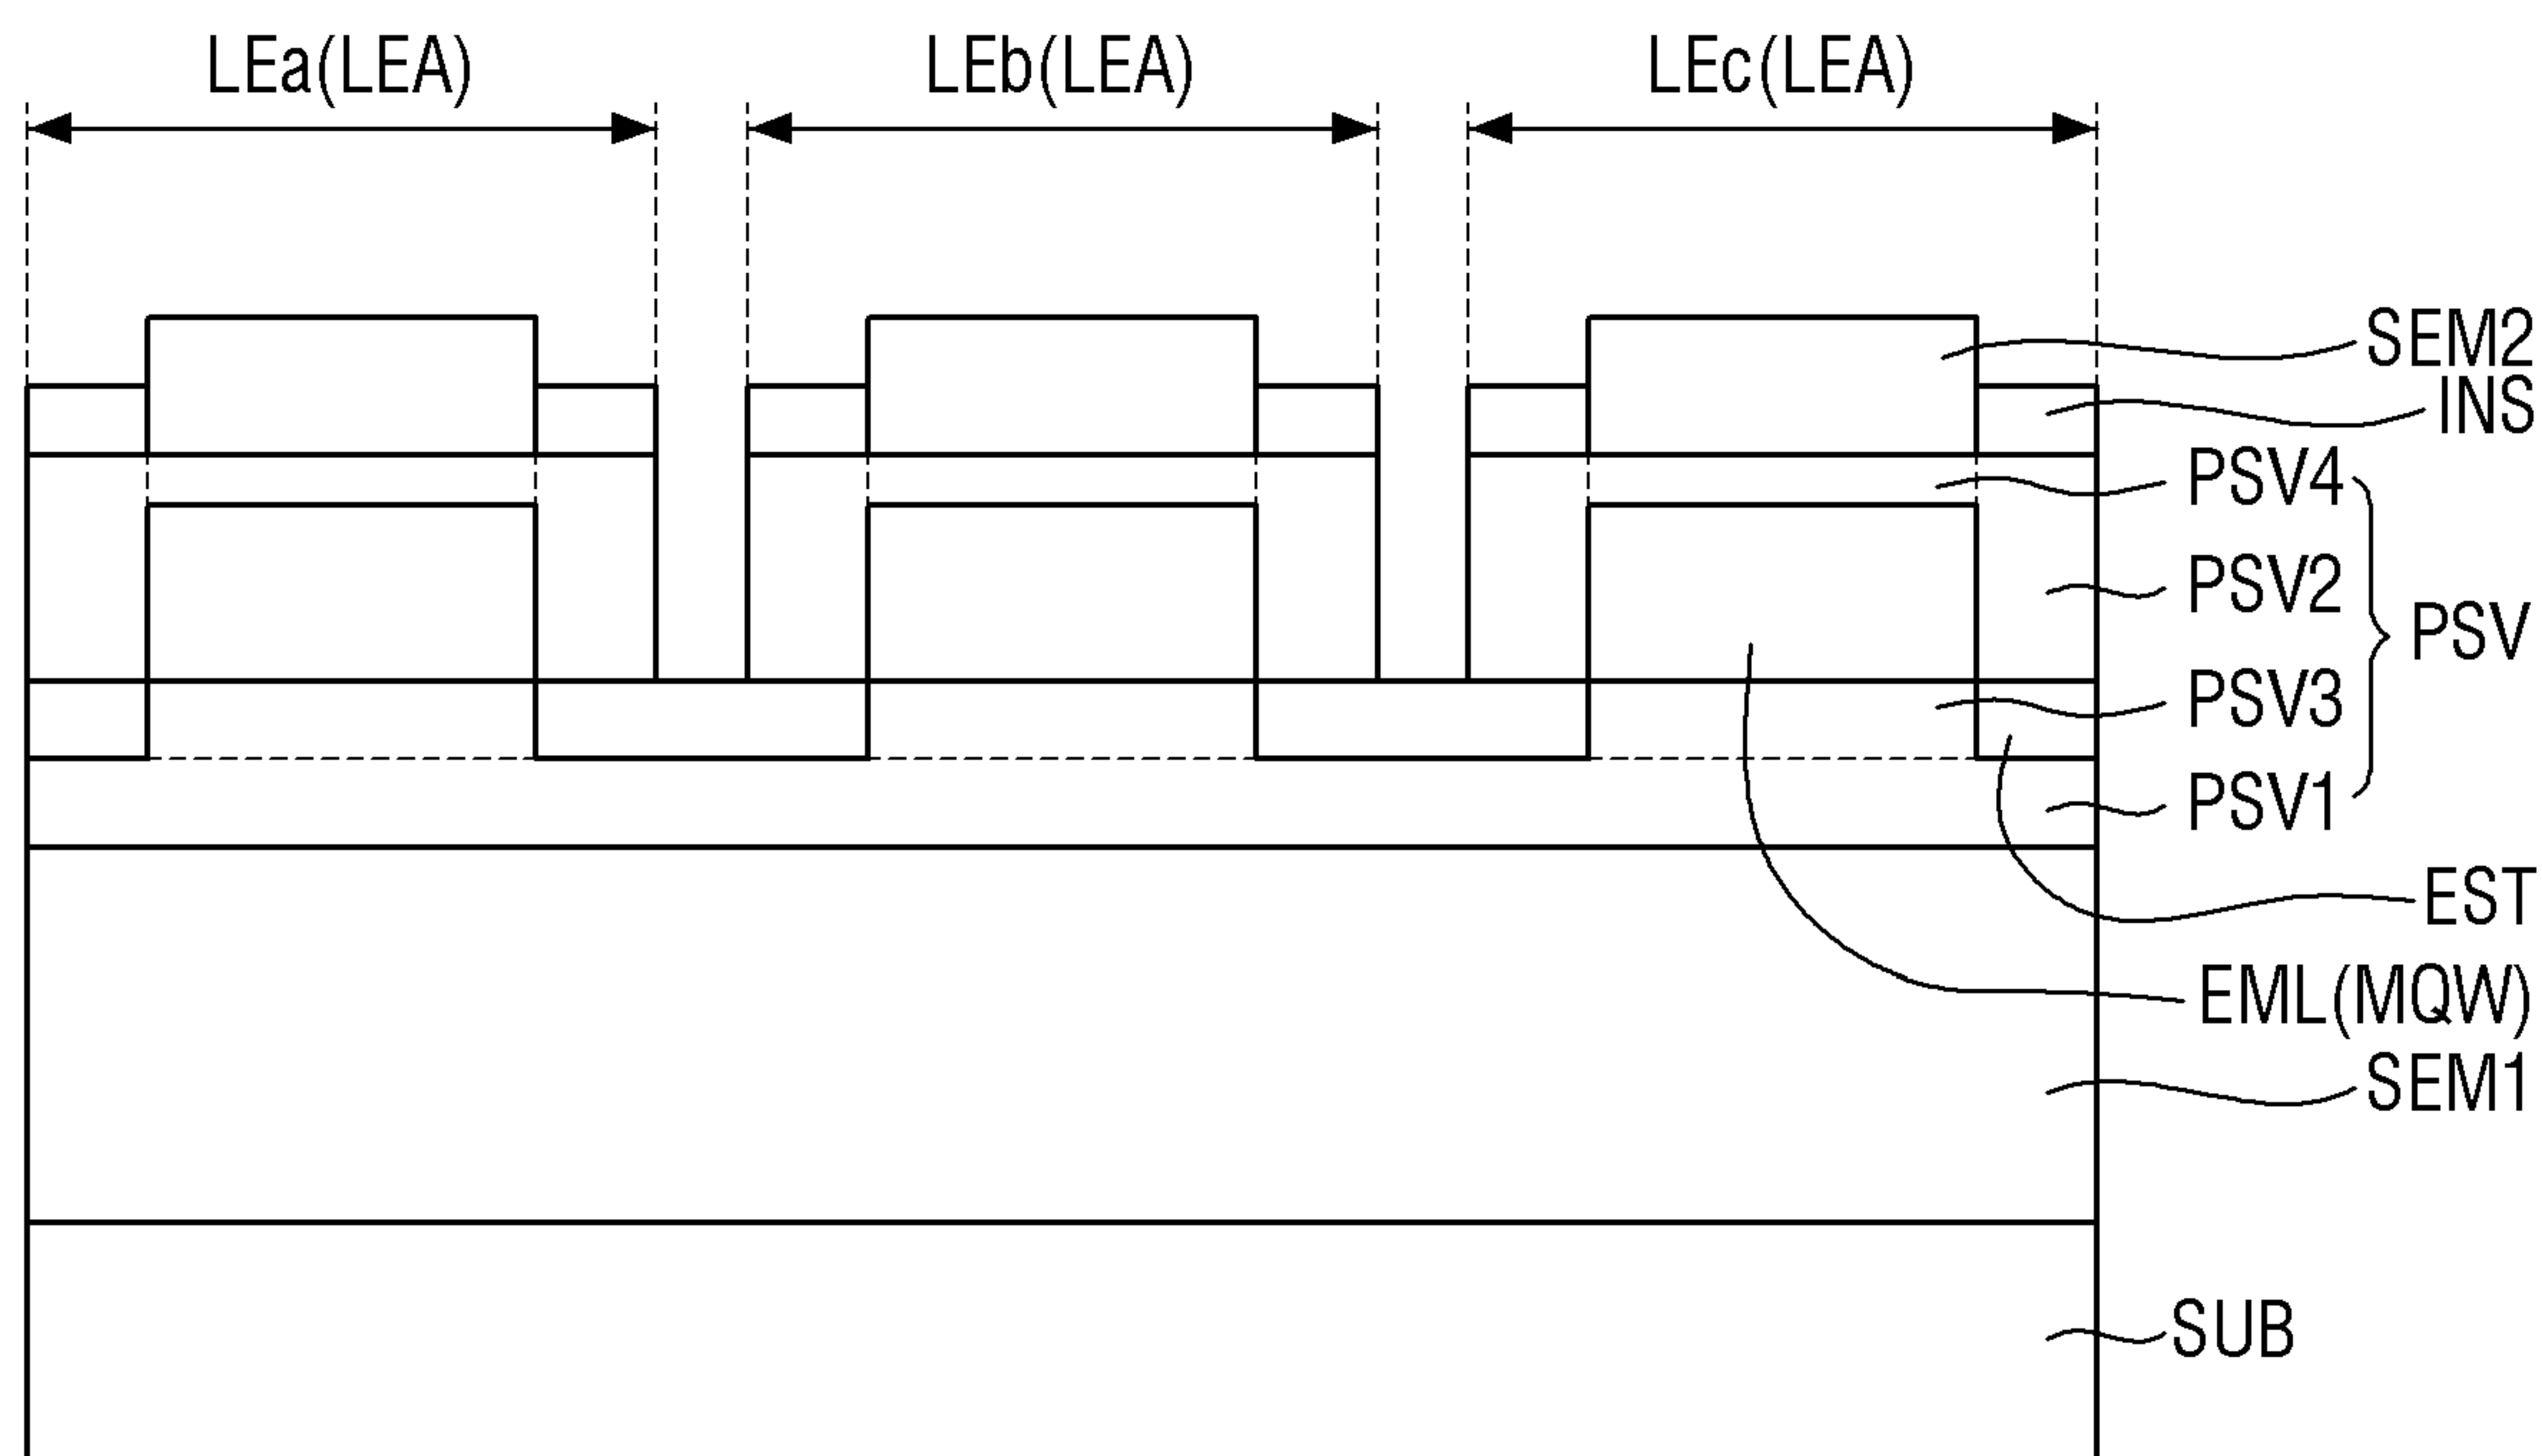 LEa(LEA) LEb(LEA) LEc(LEA)
SEM2
INS
PSV4
PSV2
PSV
PSV3
PSV1
EST
EML(MQW)
SEM1
SUB